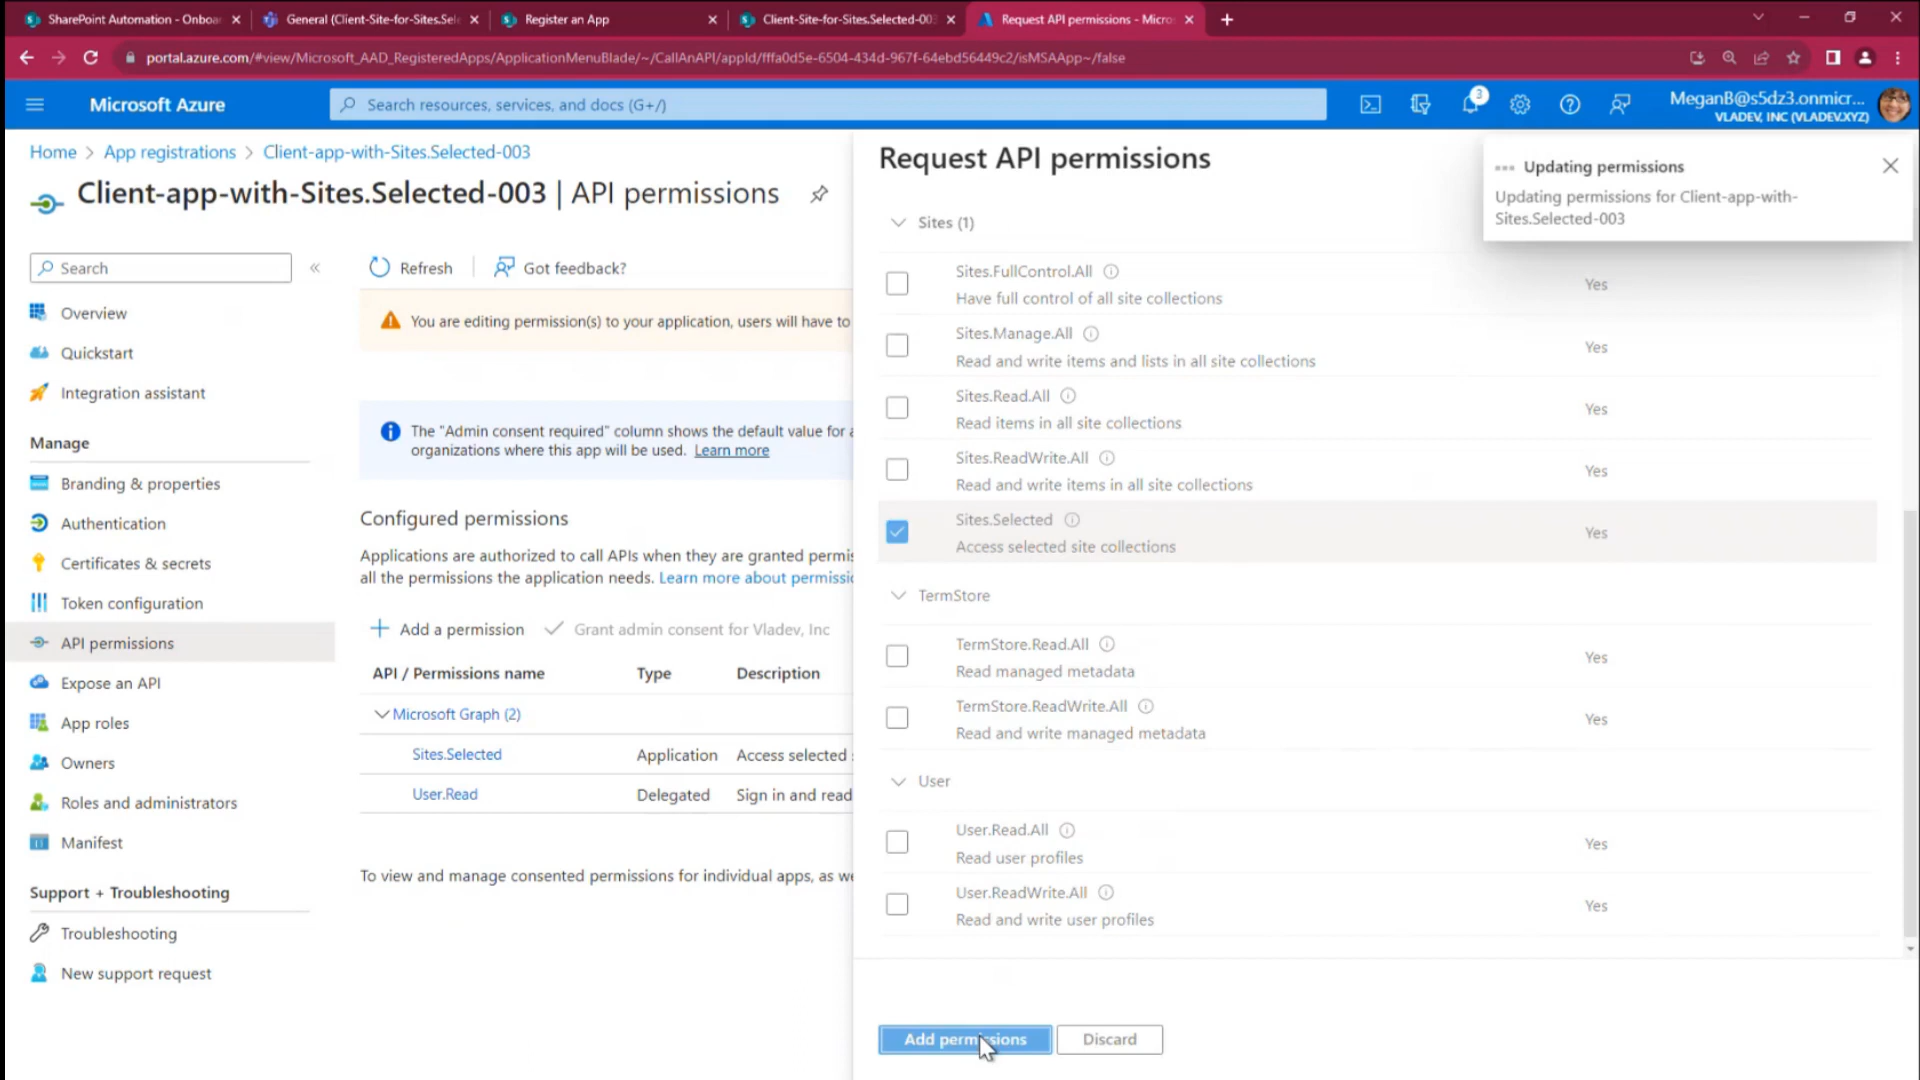 SharePoint Automation - Onboa
General (Client-Site-for-Sites.Sel
Register an App
Client-Site-for-Sites.Selected-003
Request API permissions - Micro
portal.azure.com/#view/Microsoft_AAD_RegisteredApps/ApplicationMenuBlade/~/CallAnAPI/appId/fffa0d5e-6504-434d-967f-64ebd56449c2/isMSAApp~/false
Microsoft Azure
Search resources, services, and docs (G+/)
3
MeganB@s5dz3.onmicr...
VLADEV, INC (VLADEV.XYZ)
Home > App registrations > Client-app-with-Sites.Selected-003
Client-app-with-Sites.Selected-003 | API permissions
Search
«
Overview
Quickstart
Integration assistant
Manage
Branding & properties
Authentication
Certificates & secrets
Token configuration
API permissions
Expose an API
App roles
Owners
Roles and administrators
Manifest
Support + Troubleshooting
Troubleshooting
New support request
Refresh
Got feedback?
You are editing permission(s) to your application, users will have to
The "Admin consent required" column shows the default value for a
organizations where this app will be used. Learn more
Configured permissions
Applications are authorized to call APIs when they are granted permis
all the permissions the application needs. Learn more about permissio
Add a permission
Grant admin consent for Vladev, Inc
API / Permissions name Type Description
Microsoft Graph (2)
Sites.Selected Application Access selected s
User.Read Delegated Sign in and read
To view and manage consented permissions for individual apps, as we
Request API permissions
Sites (1)
Sites.FullControl.All
Have full control of all site collections
Yes
Sites.Manage.All
Read and write items and lists in all site collections
Yes
Sites.Read.All
Read items in all site collections
Yes
Sites.ReadWrite.All
Read and write items in all site collections
Yes
Sites.Selected
Access selected site collections
Yes
TermStore
TermStore.Read.All
Read managed metadata
Yes
TermStore.ReadWrite.All
Read and write managed metadata
Yes
User
User.Read.All
Read user profiles
Yes
User.ReadWrite.All
Read and write user profiles
Yes
Add permissions
Discard
Updating permissions
Updating permissions for Client-app-with-
Sites.Selected-003